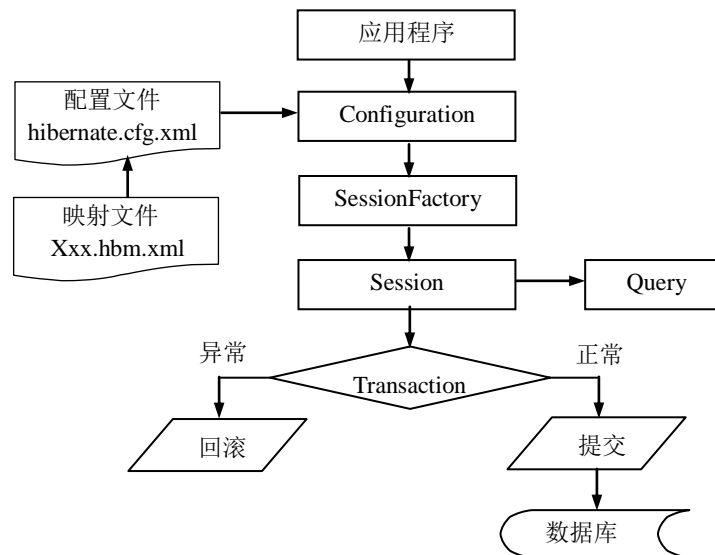 应用程序
配置文件
hibernate.cfg.xml
Configuration
映射文件
Xxx.hbm.xml
SessionFactory
Session
Query
异常
正常
Transaction
回滚
提交
数据库